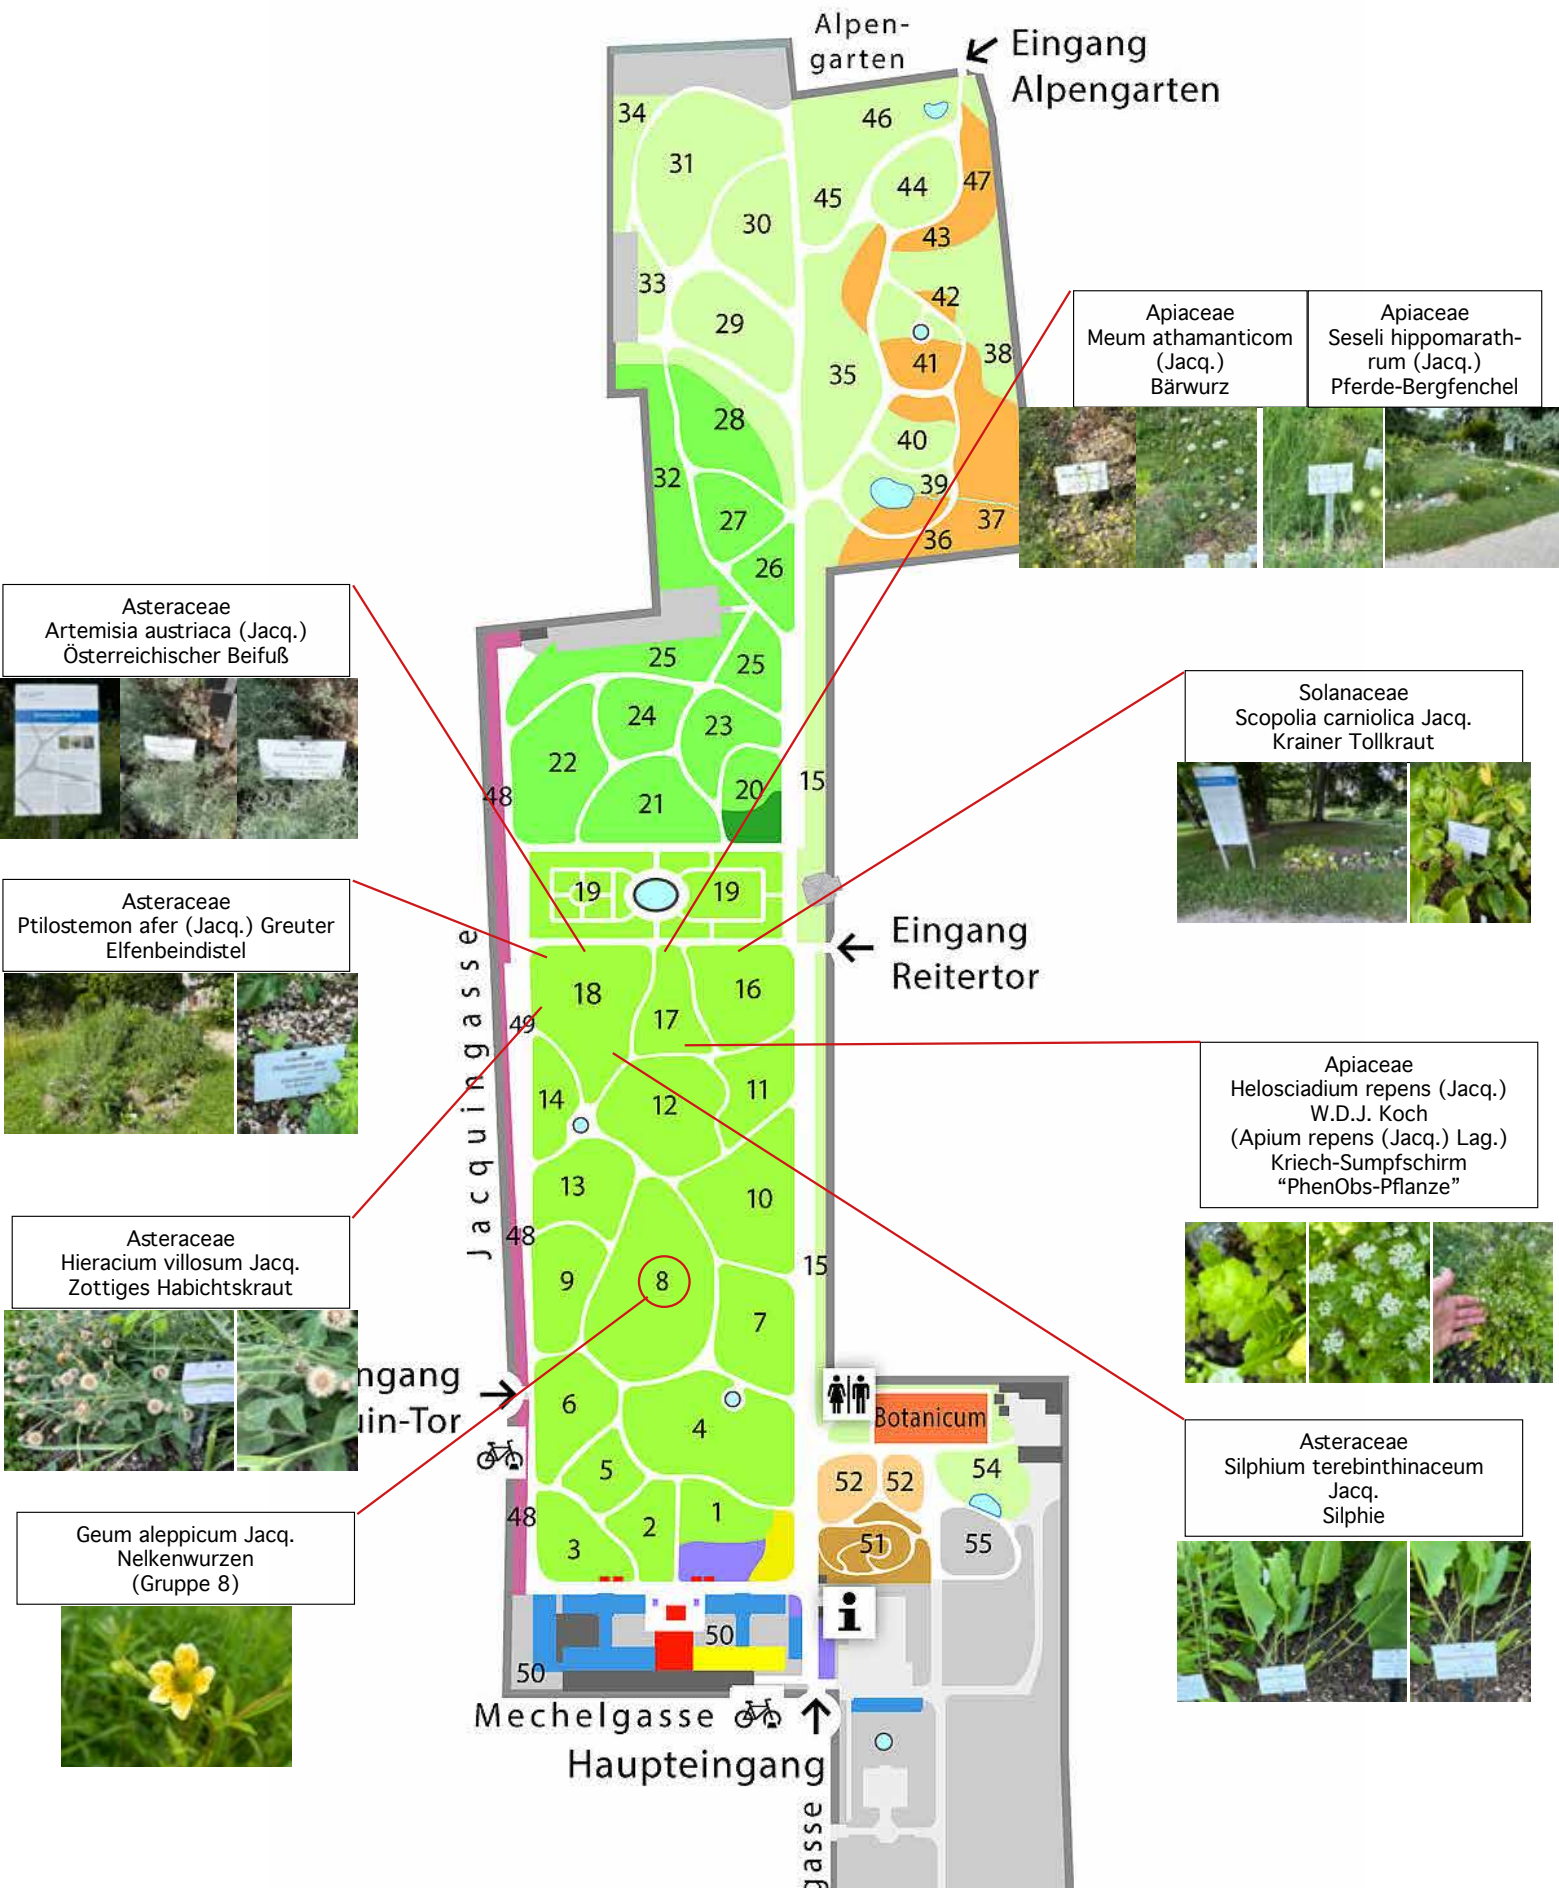 Alpen-
garten
Eingang
Alpengarten
34
46
31
44
47
45
30
43
33
42
29
38
41
35
28
40
32
39
27
37
36
26
25
25
24
23
22
20
21
15
48
19
19
Apiaceae
Meum athamanticom
(Jacq.)
Bärwurz
Apiaceae
Seseli hippomarath-
rum (Jacq.)
Pferde-Bergfenchel
Asteraceae
Artemisia austriaca (Jacq.)
Österreichischer Beifuß
Solanaceae
Scopolia carniolica Jacq.
Krainer Tollkraut
Asteraceae
Ptilostemon afer (Jacq.) Greuter
Elfenbeindistel
Eingang
Reitertor
Jacquingasse
18
16
17
49
14
12
11
13
10
48
9
8
15
7
Apiaceae
Helosciadium repens (Jacq.)
W.D.J. Koch
(Apium repens (Jacq.) Lag.)
Kriech-Sumpfschirm
“PhenObs-Pflanze”
Asteraceae
Hieracium villosum Jacq.
Zottiges Habichtskraut
ngang
uin-Tor
6
4
Botanicum
5
52
52
54
48
1
2
3
51
55
Asteraceae
Silphium terebinthinaceum
Jacq.
Silphie
Geum aleppicum Jacq.
Nelkenwurzen
(Gruppe 8)
i
50
50
Mechelgasse
Haupteingang
gasse